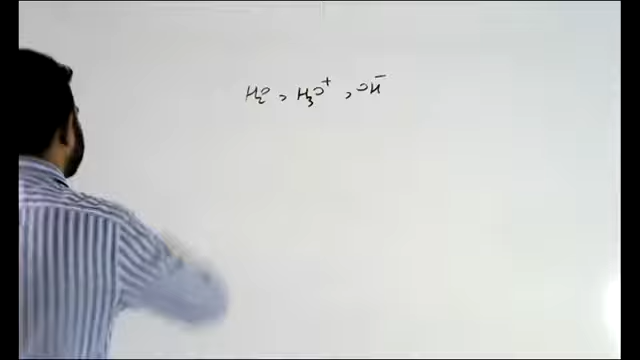 H₂O , H₃O⁺ , OH⁻